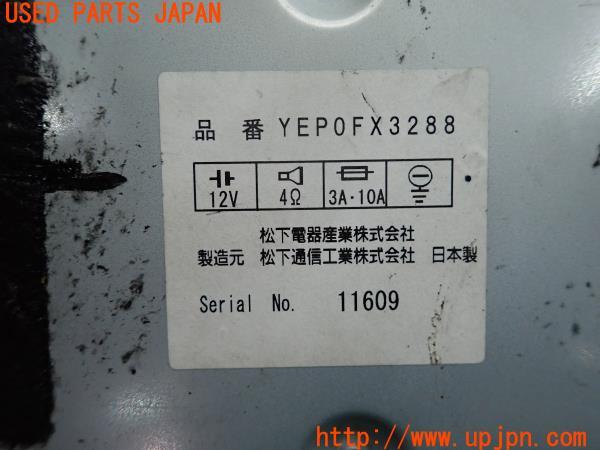 USED PARTS JAPAN
品 番 YEP0FX3288
12V 4Ω 3A·10A
松下電器産業株式会社
製造元 松下通信工業株式会社 日本製
Serial No. 11609
UPJ
http://www.upjpn.com/